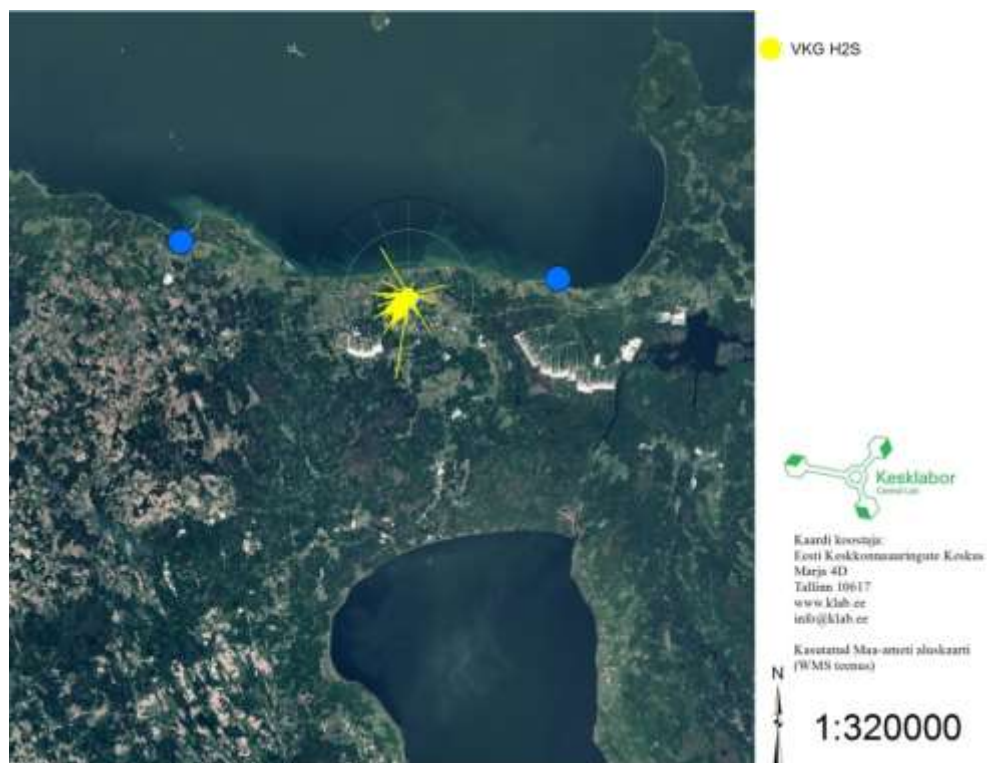 VKG H2S
Kesklabor
Central Lab
Kaardi koostaja:
Eesti Keskkonnauuringute Keskus
Marja 4D
Tallinn 10617
www.klab.ee
info@klab.ee
Kasutatud Maa-ameti aluskaarti
(WMS teenus)
N
1:320000